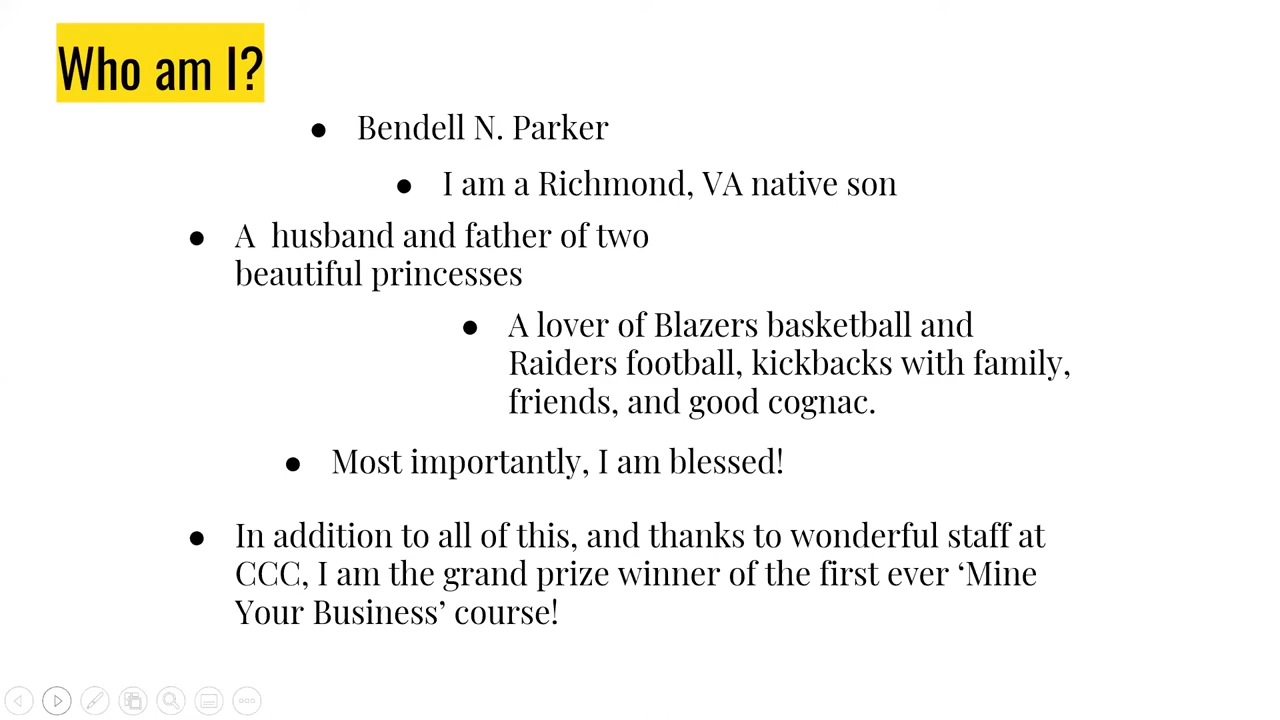 Who am I?
● Bendell N. Parker
● I am a Richmond, VA native son
● A  husband and father of two
beautiful princesses
● A lover of Blazers basketball and
Raiders football, kickbacks with family,
friends, and good cognac.
● Most importantly, I am blessed!
● In addition to all of this, and thanks to wonderful staff at
CCC, I am the grand prize winner of the first ever ‘Mine
Your Business’ course!